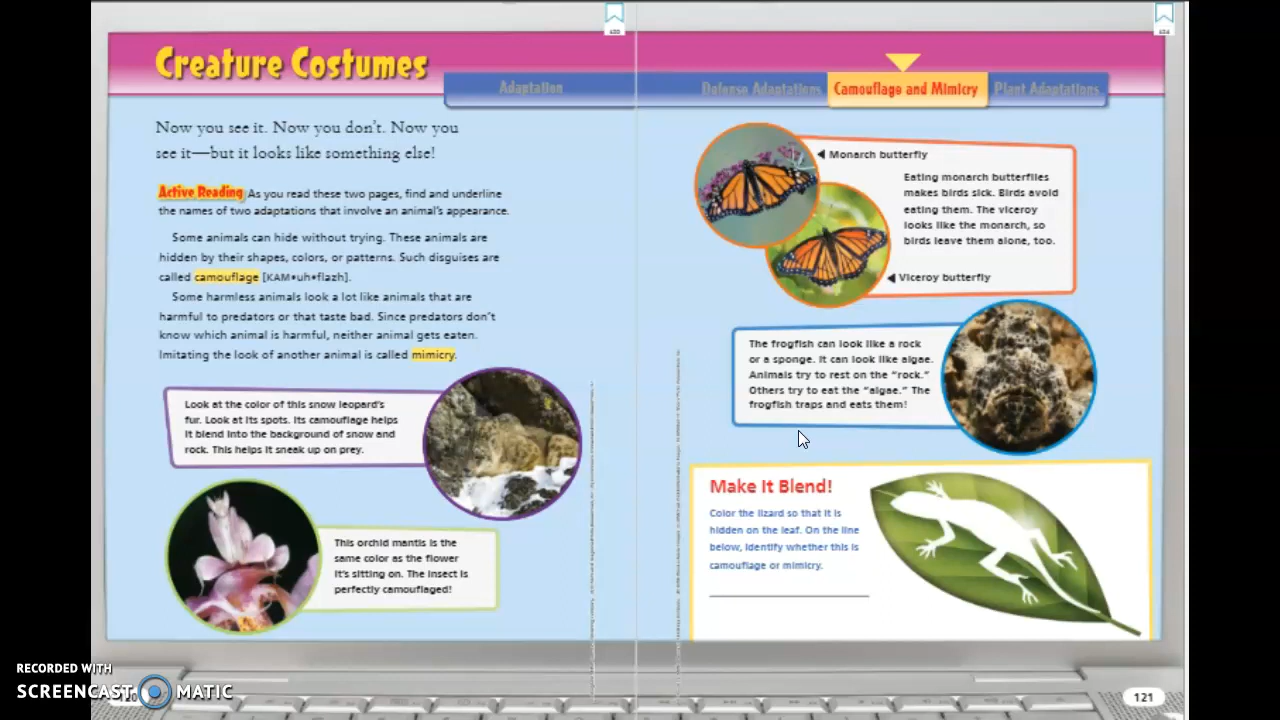 Creature Costumes
Adaptation
Defense Adaptations
Camouflage and Mimicry
Plant Adaptations
Now you see it. Now you don't. Now you
see it—but it looks like something else!
Active Reading As you read these two pages, find and underline
the names of two adaptations that involve an animal's appearance.
Some animals can hide without trying. These animals are
hidden by their shapes, colors, or patterns. Such disguises are
called camouflage [KAM•uh•flazh].
Some harmless animals look a lot like animals that are
harmful to predators or that taste bad. Since predators don't
know which animal is harmful, neither animal gets eaten.
Imitating the look of another animal is called mimicry.
Look at the color of this snow leopard's
fur. Look at its spots. Its camouflage helps
it blend into the background of snow and
rock. This helps it sneak up on prey.
This orchid mantis is the
same color as the flower
it's sitting on. The insect is
perfectly camouflaged!
Monarch butterfly
Eating monarch butterflies
makes birds sick. Birds avoid
eating them. The viceroy
looks like the monarch, so
birds leave them alone, too.
Viceroy butterfly
The frogfish can look like a rock
or a sponge. It can look like algae.
Animals try to rest on the "rock."
Others try to eat the "algae." The
frogfish traps and eats them!
Make It Blend!
Color the lizard so that it is
hidden on the leaf. On the line
below, identify whether this is
camouflage or mimicry.
121
RECORDED WITH
SCREENCAST-O-MATIC